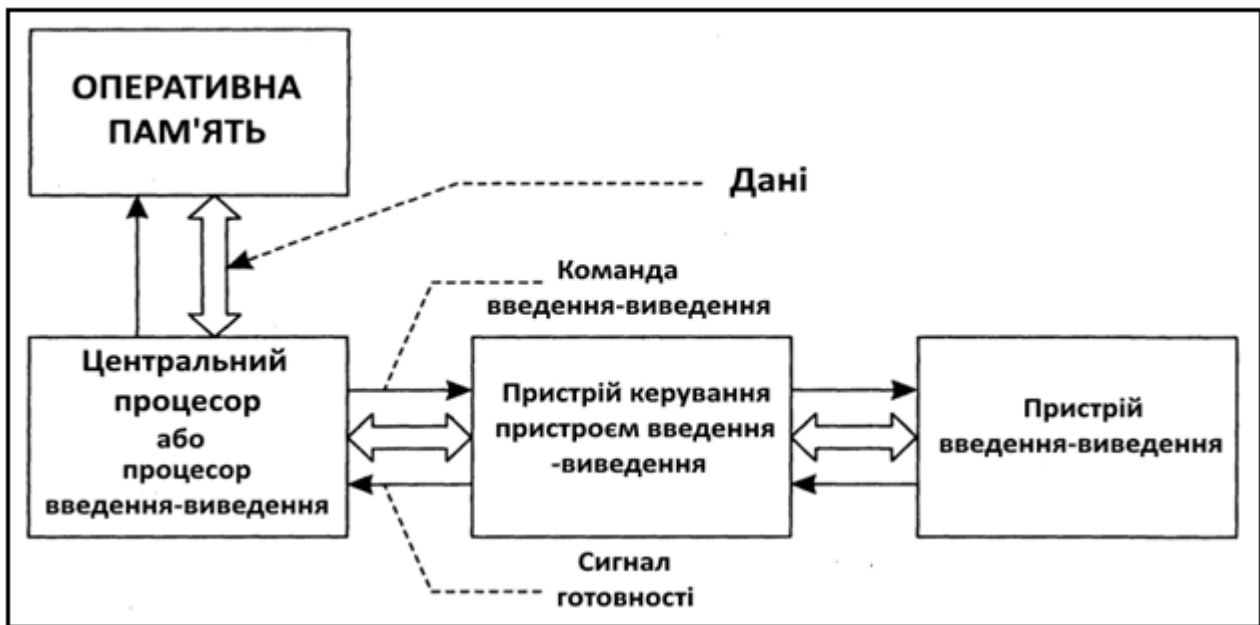 ОПЕРАТИВНА
ПАМ'ЯТЬ
Дані
Команда
введення-виведення
Центральний
процесор
або
процесор
введення-виведення
Пристрій керування
пристроєм введення
-виведення
Пристрій
введення-виведення
Сигнал
готовності